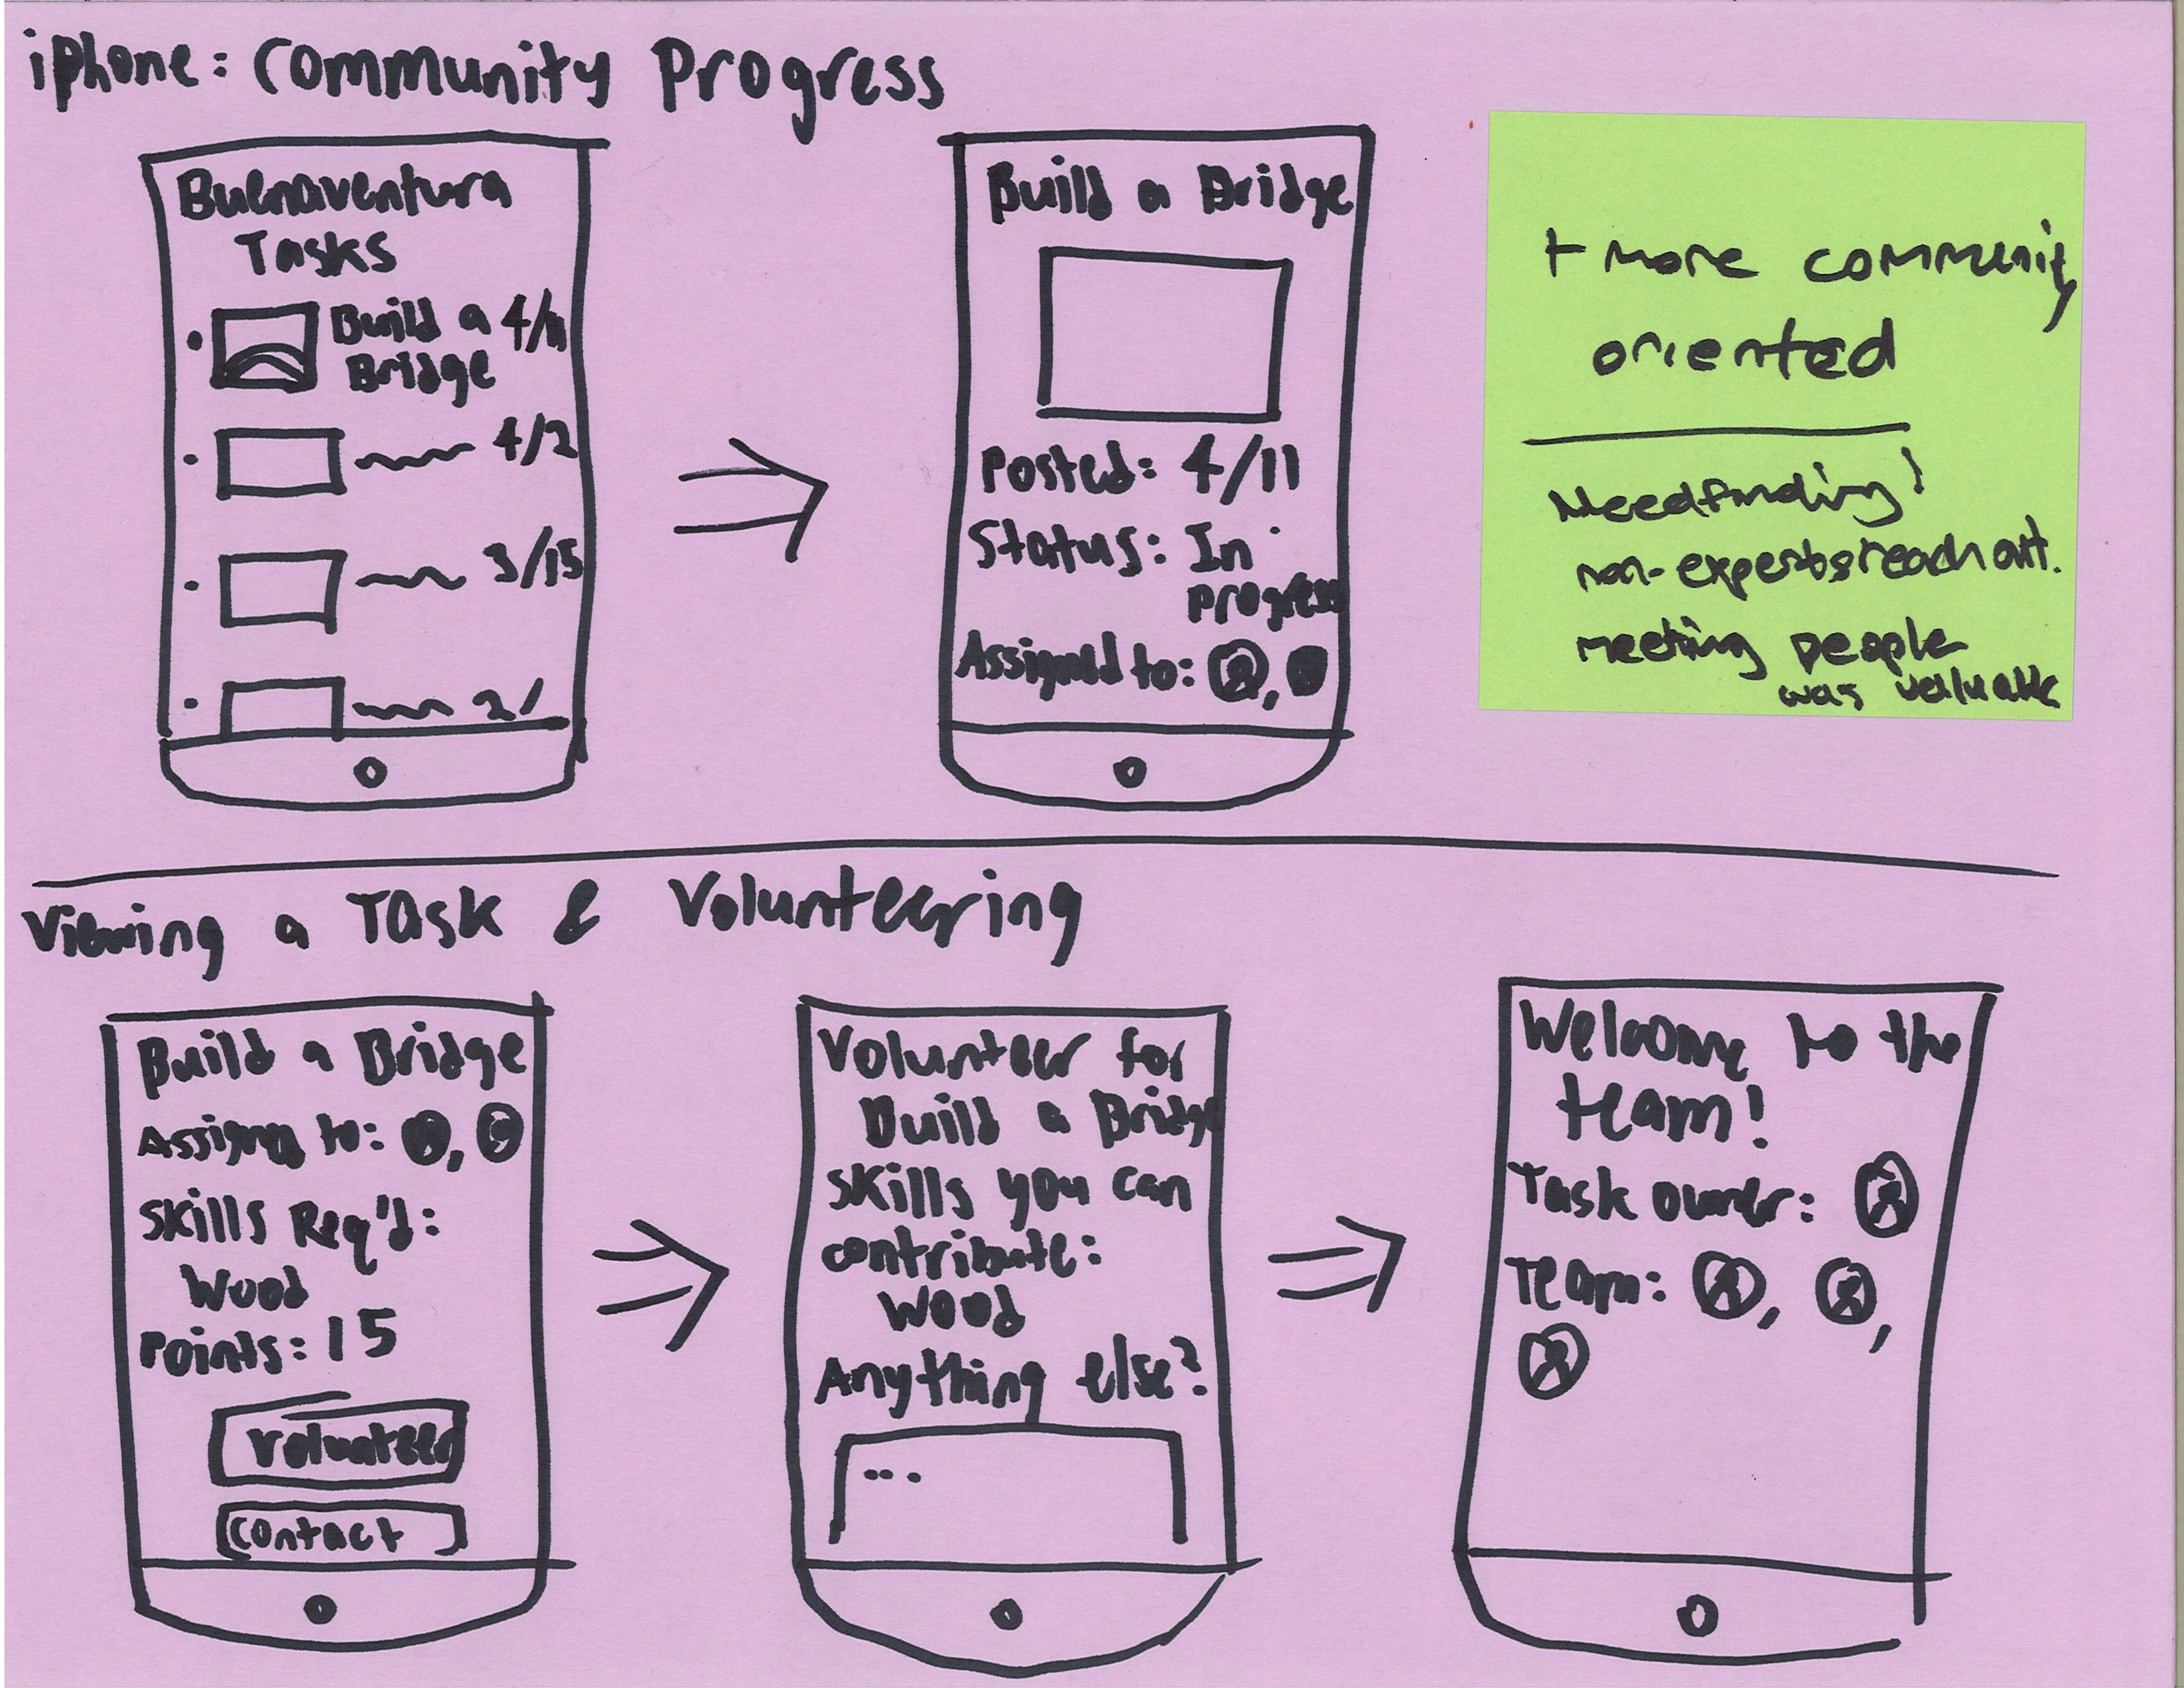 iPhone: Community Progress
Buenaventura
Tasks
Build a 4/11
Bridge
4/2
3/15
2/
Build a Bridge
Posted: 4/11
Status: In
progress
Assigned to:
+ more community
oriented
Needfinding!
non-experts reach out.
meeting people
was valuable
Viewing a Task & Volunteering
Build a Bridge
Assigned to:
Skills Req'd:
Wood
Points: 15
Volunteer
Contact
Volunteer for
Build a Bridge
Skills you can
contribute:
Wood
Anything else?
...
Welcome to the
team!
Task owner:
Team: